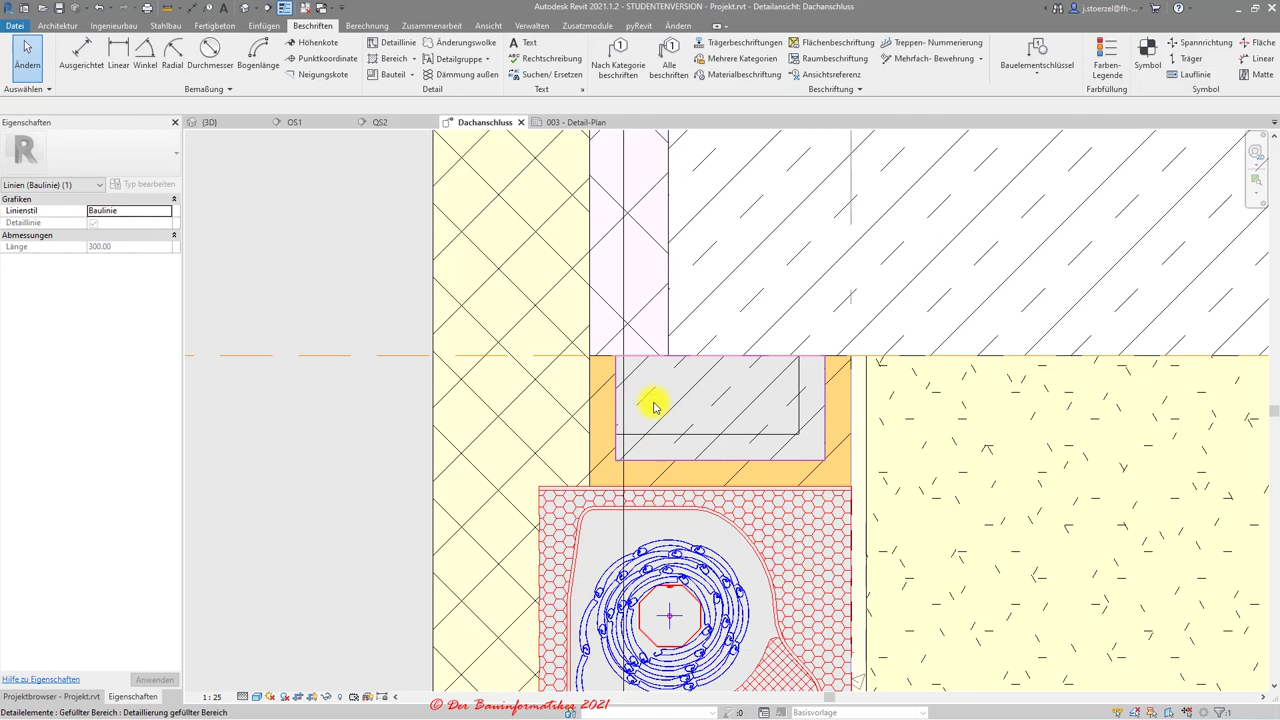 Autodesk Revit 2021.1.2 - STUDENTENVERSION - Projekt.rvt - Detailansicht: Dachanschluss
j.stoerzel@fh-...
Datei Architektur Ingenieurbau Stahlbau Fertigteile Einfügen Beschriften Berechnung Zusammenarbeit Ansicht Verwalten Zusatzmodule pyRevit Ändern
Ändern
Ausgerichtet Linear Winkel Radial Durchmesser Bogenlänge
Höhenkote
Punktkoordinate
Neigungskote
Detaillinie
Bereich
Bauteil
Änderungswolke
Detailgruppe
Dämmung außen
Text
Rechtschreibung
Suchen/ Ersetzen
Nach Kategorie
beschriften
Alle
beschriften
Trägerbeschriftungen
Mehrere Kategorien
Materialbeschriftung
Flächenbeschriftung
Raumbeschriftung
Ansichtsreferenz
Treppen- Nummerierung
Mehrfach- Bewehrung
Bauelementschlüssel
Farben-
Legende
Symbol
Spannrichtung
Träger
Lauflinie
Fläche
Linear
Matte
Auswählen Bemaßung Detail Text Beschriftung Farbfüllung Symbol
Eigenschaften
{3D} OS1 QS2 Dachanschluss 003 - Detail-Plan
R
Linien (Baulinie) (1) Typ bearbeiten
Grafiken
Linienstil Baulinie
Detaillinie
Abmessungen
Länge 300.00
Hilfe zu Eigenschaften Anwenden
Projektbrowser - Projekt.rvt Eigenschaften
1 : 25
© Der Bauinformatiker 2021
Detailelemente: Gefüllter Bereich : Detaillierung gefüllter Bereich
:0
Basisvorlage
:1